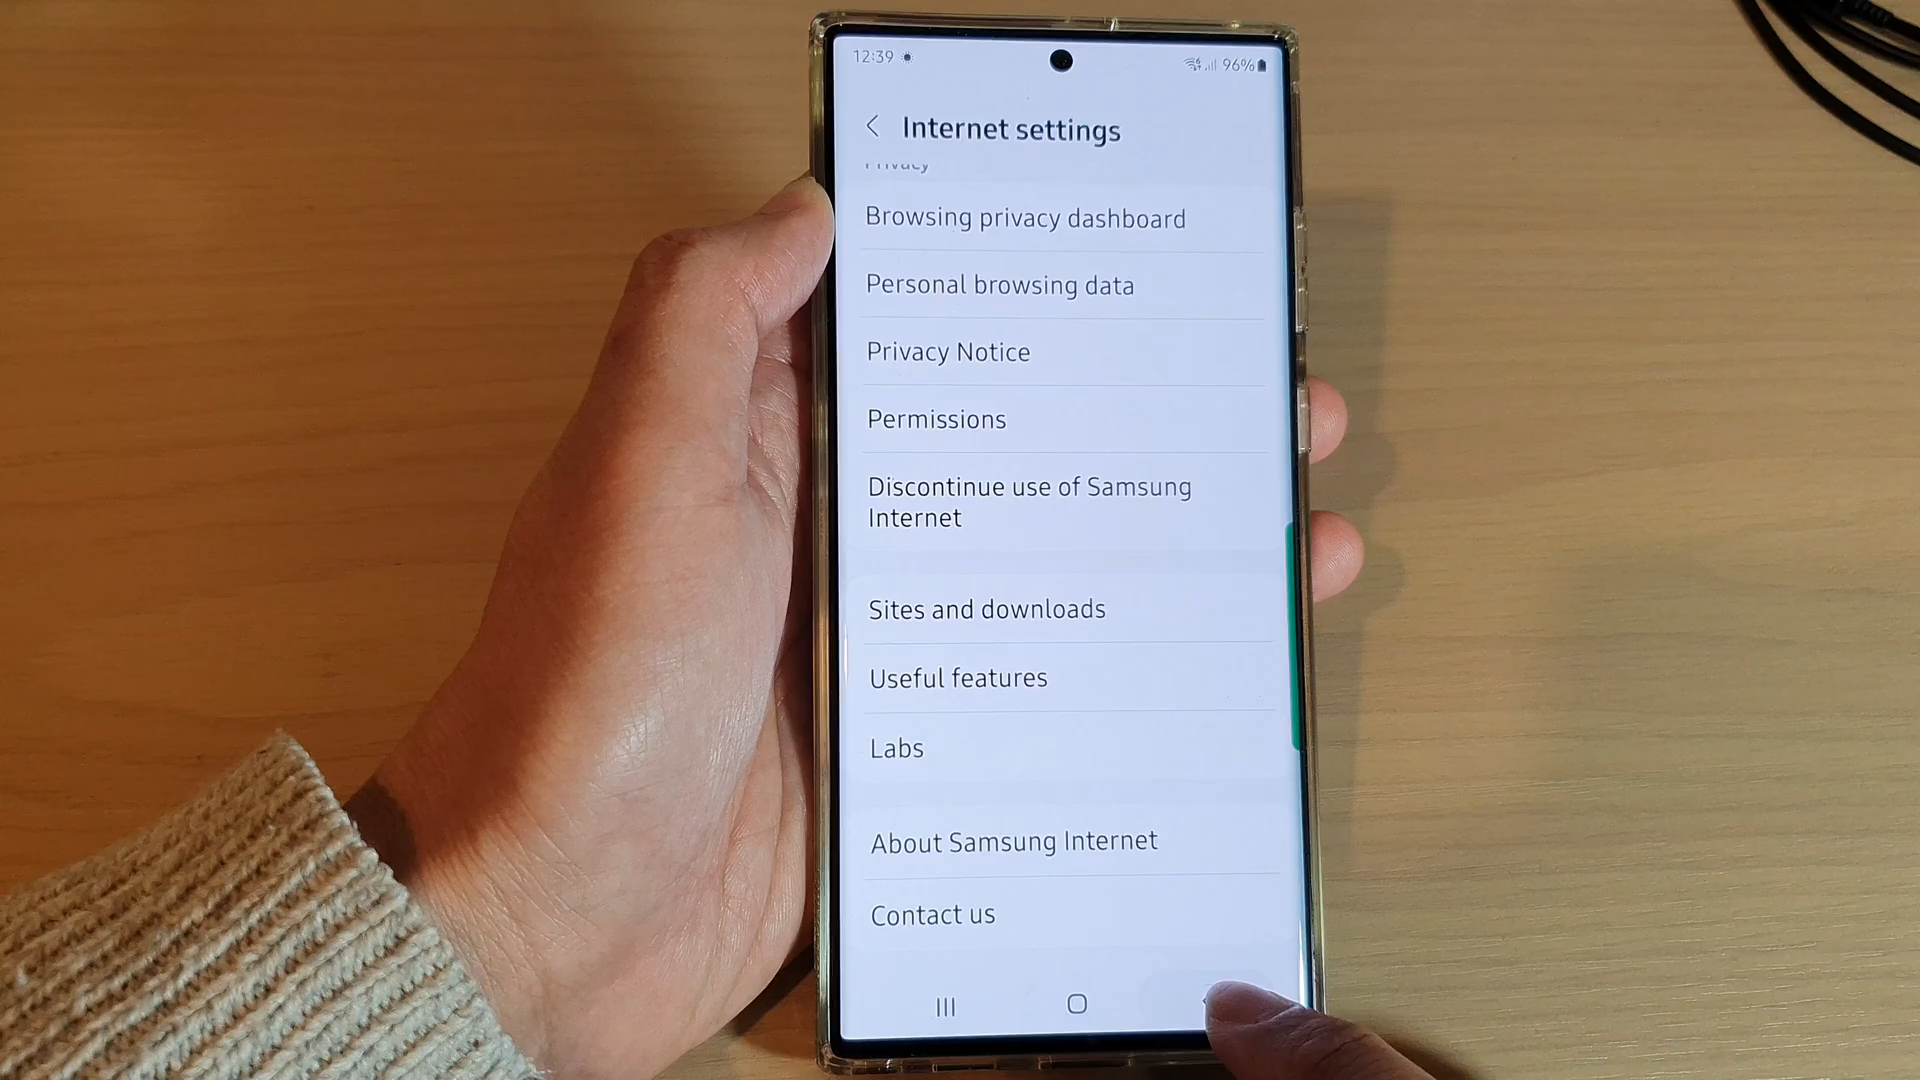 12:39 96%
Internet settings
Privacy
Browsing privacy dashboard
Personal browsing data
Privacy Notice
Permissions
Discontinue use of Samsung
Internet
Sites and downloads
Useful features
Labs
About Samsung Internet
Contact us